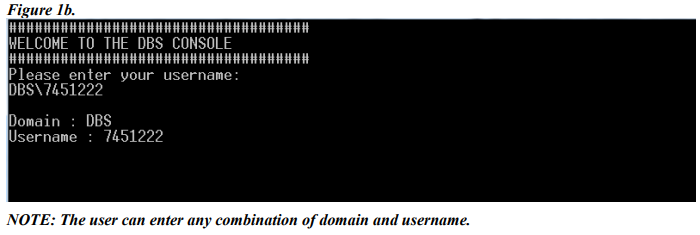 Figure 1b.
###################################
WELCOME TO THE DBS CONSOLE
###################################
Please enter your username:
DBS\7451222
Domain : DBS
Username : 7451222
NOTE: The user can enter any combination of domain and username.